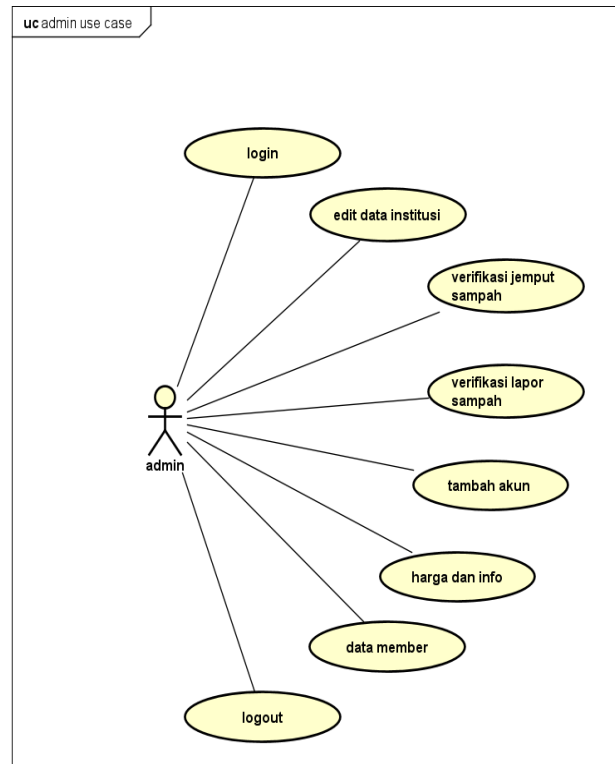 uc admin use case
login
edit data institusi
verifikasi jemput
sampah
verifikasi lapor
sampah
admin
tambah akun
harga dan info
data member
logout